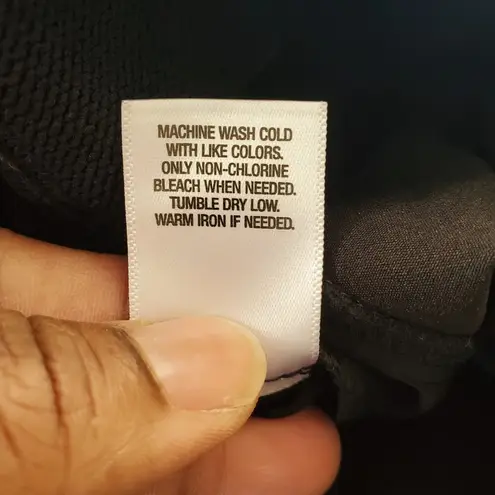 MACHINE WASH COLD
WITH LIKE COLORS.
ONLY NON-CHLORINE
BLEACH WHEN NEEDED.
TUMBLE DRY LOW.
WARM IRON IF NEEDED.